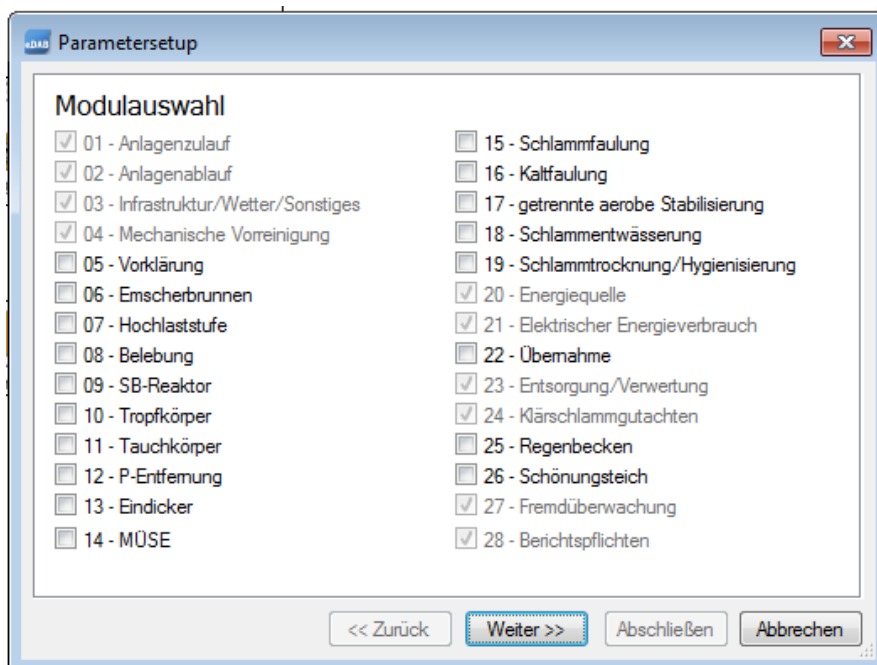 eDAB Parametersetup
Modulauswahl
01 - Anlagenzulauf
02 - Anlagenablauf
03 - Infrastruktur/Wetter/Sonstiges
04 - Mechanische Vorreinigung
05 - Vorklärung
06 - Emscherbrunnen
07 - Hochlaststufe
08 - Belebung
09 - SB-Reaktor
10 - Tropfkörper
11 - Tauchkörper
12 - P-Entfernung
13 - Eindicker
14 - MÜSE
15 - Schlammfaulung
16 - Kaltfaulung
17 - getrennte aerobe Stabilisierung
18 - Schlammentwässerung
19 - Schlammtrocknung/Hygienisierung
20 - Energiequelle
21 - Elektrischer Energieverbrauch
22 - Übernahme
23 - Entsorgung/Verwertung
24 - Klärschlammgutachten
25 - Regenbecken
26 - Schönungsteich
27 - Fremdüberwachung
28 - Berichtspflichten
<< Zurück Weiter >> Abschließen Abbrechen